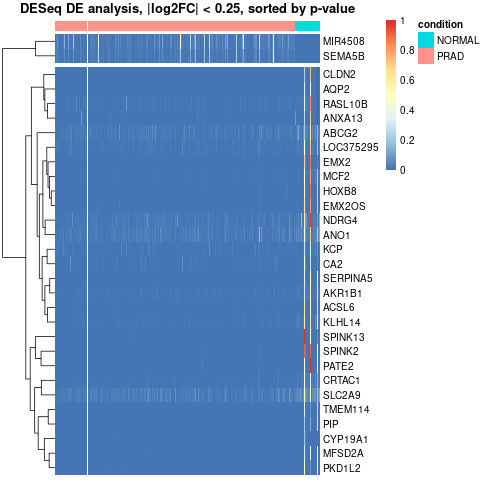 DESeq DE analysis, |log2FC| < 0.25, sorted by p-value
MIR4508
SEMA5B
CLDN2
AQP2
RASL10B
ANXA13
ABCG2
LOC375295
EMX2
MCF2
HOXB8
EMX2OS
NDRG4
ANO1
KCP
CA2
SERPINA5
AKR1B1
ACSL6
KLHL14
SPINK13
SPINK2
PATE2
CRTAC1
SLC2A9
TMEM114
PIP
CYP19A1
MFSD2A
PKD1L2
1
0.8
0.6
0.4
0.2
0
condition
NORMAL
PRAD